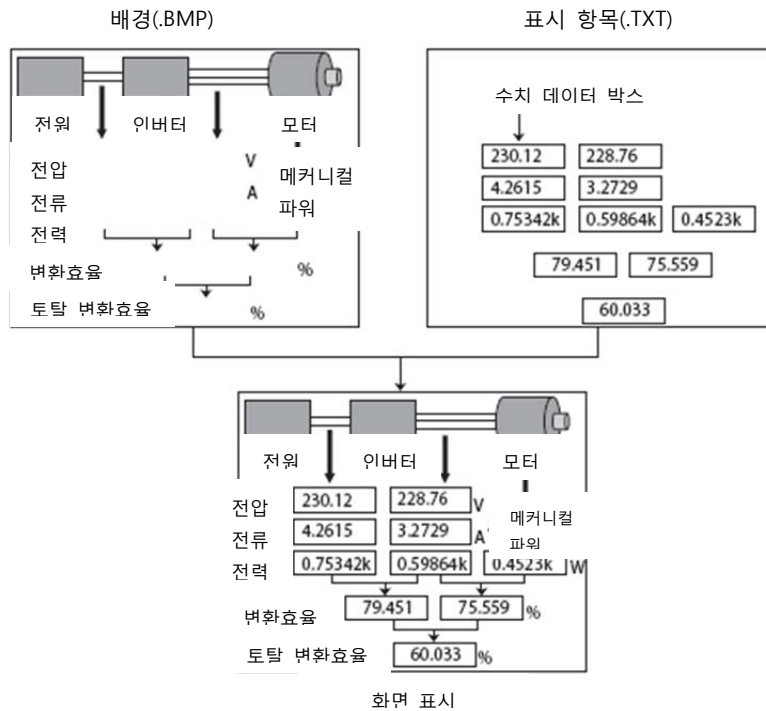 배경(.BMP)
표시 항목(.TXT)
전원 인버터 모터
전압 V
전류 A
전력
메커니컬
파워
변환효율 %
토탈 변환효율 %
수치 데이터 박스
230.12 228.76
4.2615 3.2729
0.75342k 0.59864k 0.4523k
79.451 75.559
60.033
전원 인버터 모터
전압 230.12 228.76 V
전류 4.2615 3.2729 A
메커니컬
파워
전력 0.75342k 0.59864k 0.4523k W
변환효율 79.451 75.559 %
토탈 변환효율 60.033 %
화면 표시